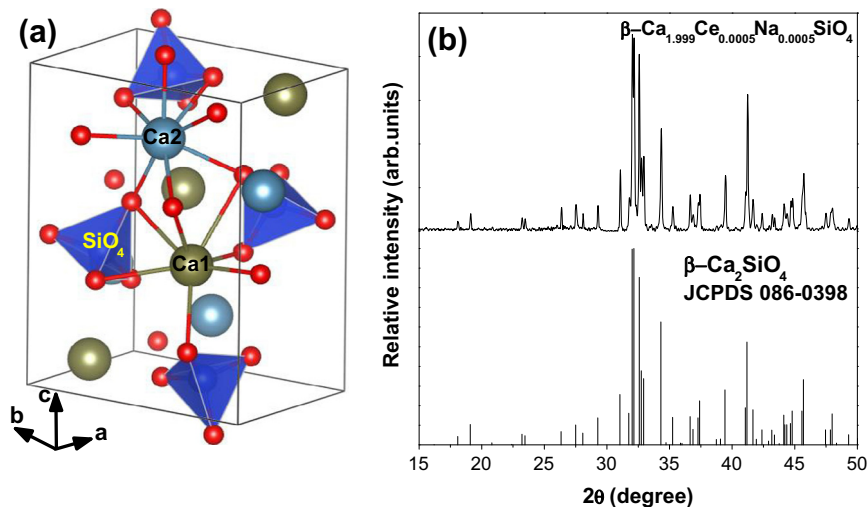 (a)
Ca2
SiO₄
Ca1
c
b
a
(b)
β–Ca₁.₉₉₉Ce₀.₀₀₀₅Na₀.₀₀₀₅SiO₄
β–Ca₂SiO₄
JCPDS 086-0398
Relative intensity (arb.units)
15 20 25 30 35 40 45 50
2θ (degree)